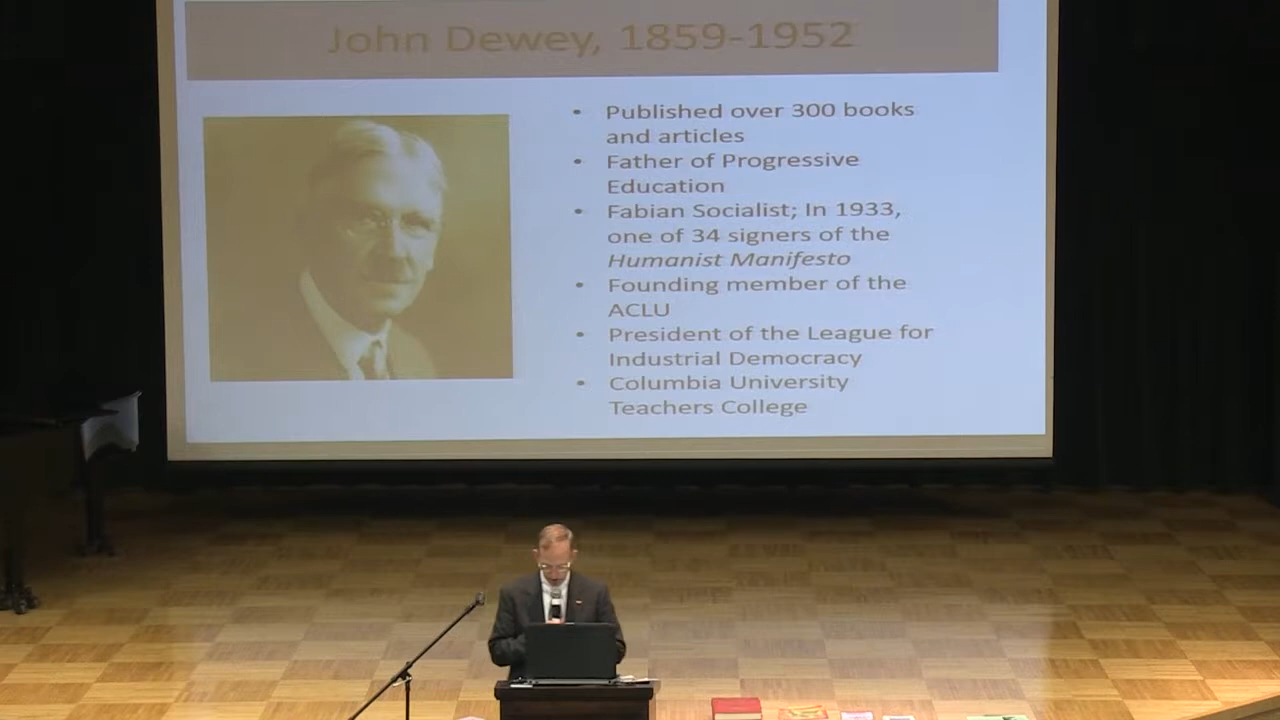 John Dewey, 1859-1952
• Published over 300 books
and articles
• Father of Progressive
Education
• Fabian Socialist; In 1933,
one of 34 signers of the
Humanist Manifesto
• Founding member of the
ACLU
• President of the League for
Industrial Democracy
• Columbia University
Teachers College